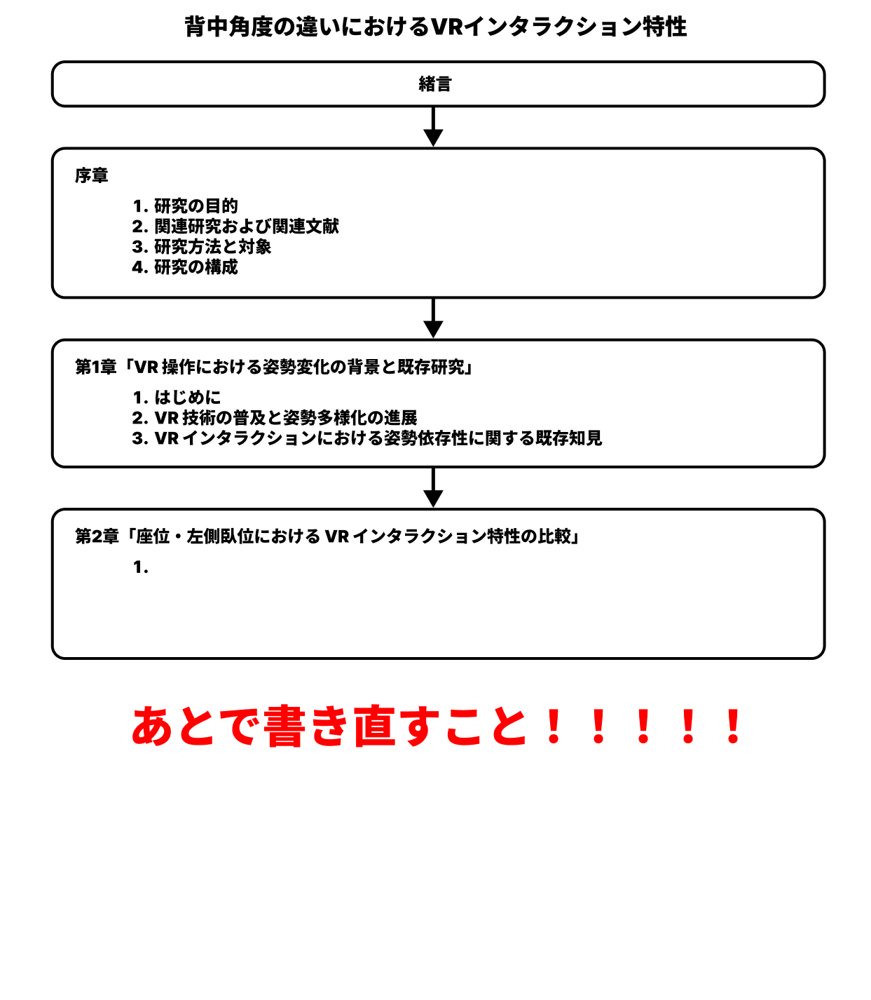 背中角度の違いにおけるVRインタラクション特性
緒言
序章
1. 研究の目的
2. 関連研究および関連文献
3. 研究方法と対象
4. 研究の構成
第1章「VR 操作における姿勢変化の背景と既存研究」
1. はじめに
2. VR 技術の普及と姿勢多様化の進展
3. VR インタラクションにおける姿勢依存性に関する既存知見
第2章「座位・左側臥位における VR インタラクション特性の比較」
1.
あとで書き直すこと！！！！！